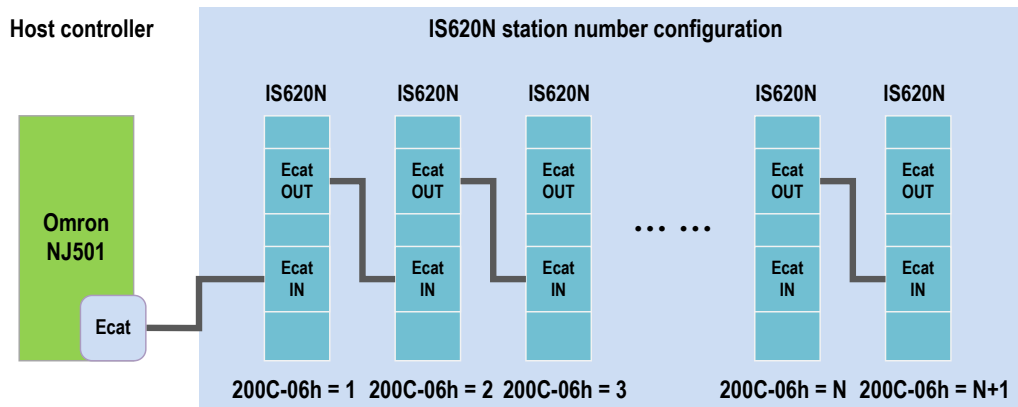 Host controller
IS620N station number configuration
IS620N IS620N IS620N IS620N IS620N
Ecat OUT
Ecat OUT
Ecat OUT
Ecat OUT
Ecat OUT
Omron
NJ501
... ...
Ecat IN
Ecat IN
Ecat IN
Ecat IN
Ecat IN
Ecat
200C-06h = 1 200C-06h = 2 200C-06h = 3 200C-06h = N 200C-06h = N+1